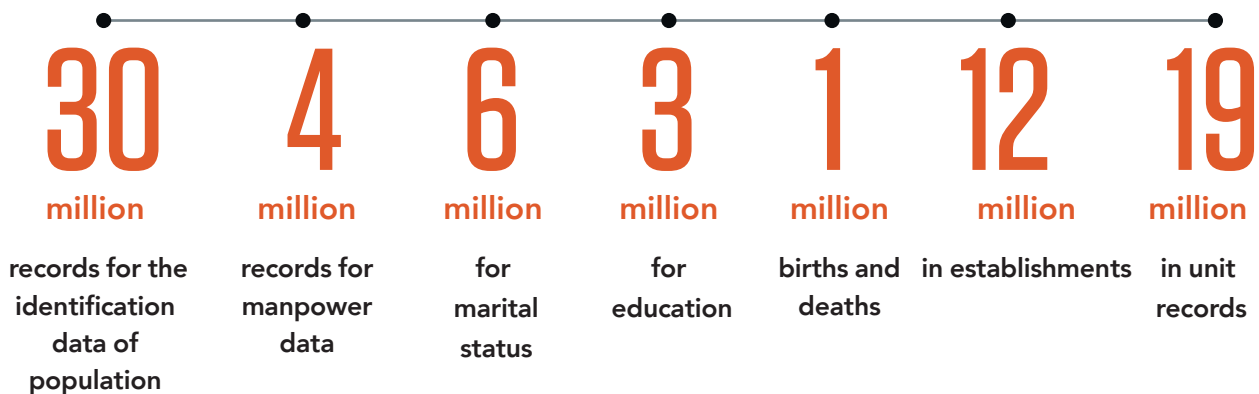 30
million
records for the
identification
data of
population
4
million
records for
manpower
data
6
million
for
marital
status
3
million
for
education
1
million
births and
deaths
12
million
in establishments
19
million
in unit
records